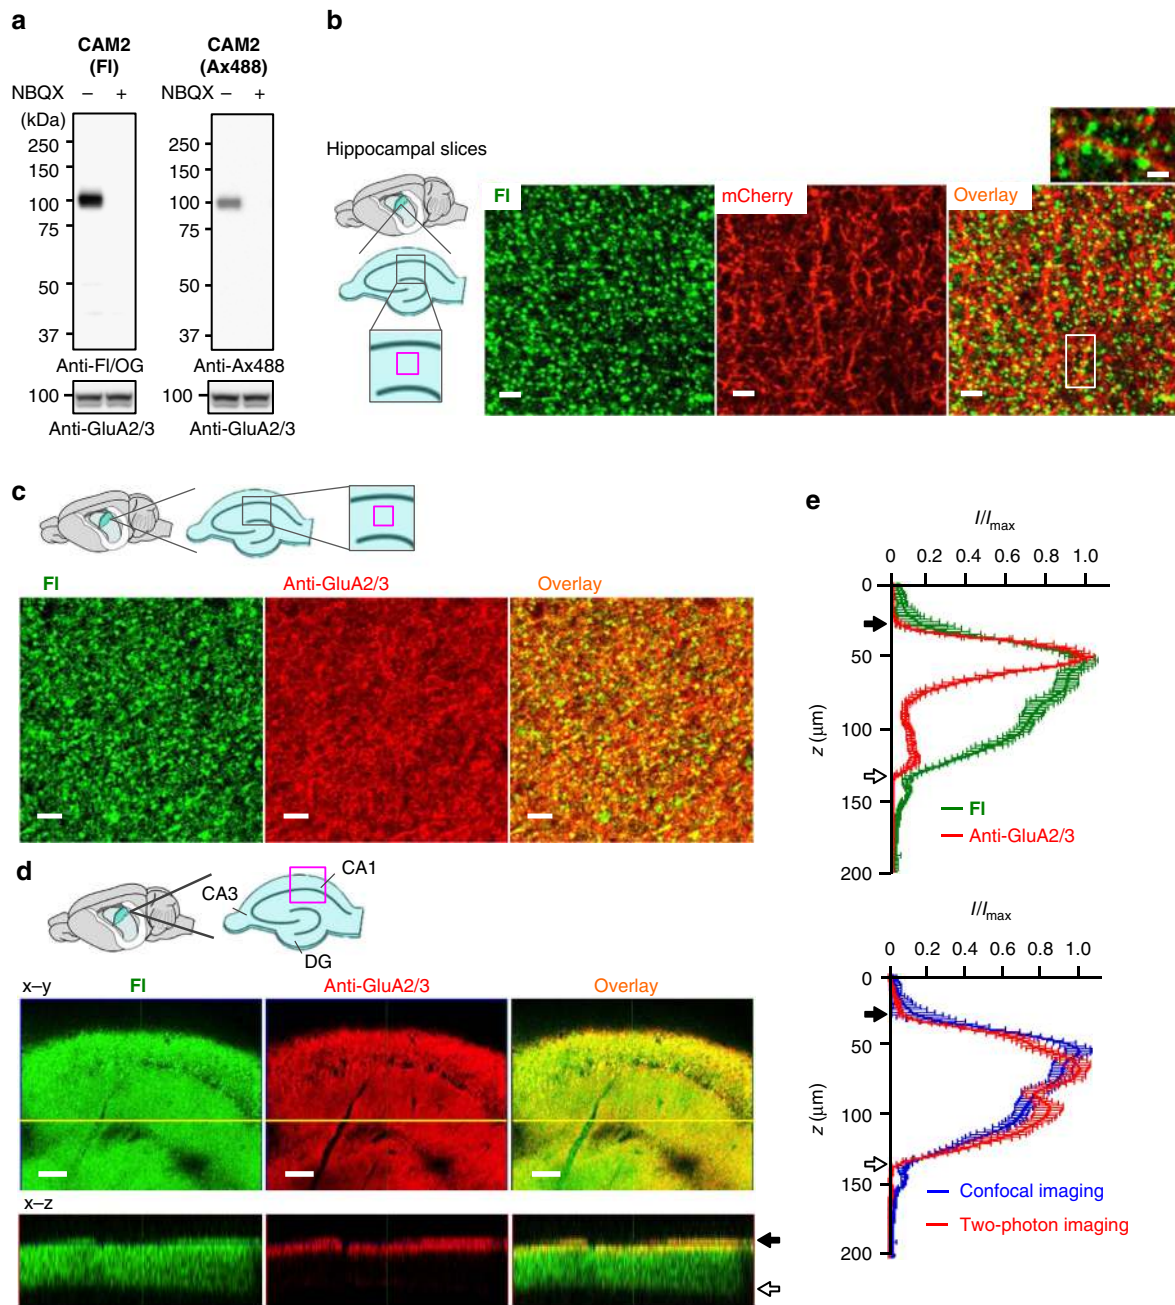 a
CAM2
(Fl)
CAM2
(Ax488)
NBQX – +
NBQX – +
(kDa)
250
150
100
75
50
37
250
150
100
75
50
37
Anti-Fl/OG
Anti-Ax488
100
100
Anti-GluA2/3
Anti-GluA2/3
b
Hippocampal slices
Fl
mCherry
Overlay
c
Fl
Anti-GluA2/3
Overlay
d
CA3
CA1
DG
x–y
Fl
Anti-GluA2/3
Overlay
x–z
e
I/Imax
0 0.2 0.4 0.6 0.8 1.0
0
50
100
150
200
z (μm)
Fl
Anti-GluA2/3
I/Imax
0 0.2 0.4 0.6 0.8 1.0
0
50
100
150
200
z (μm)
Confocal imaging
Two-photon imaging